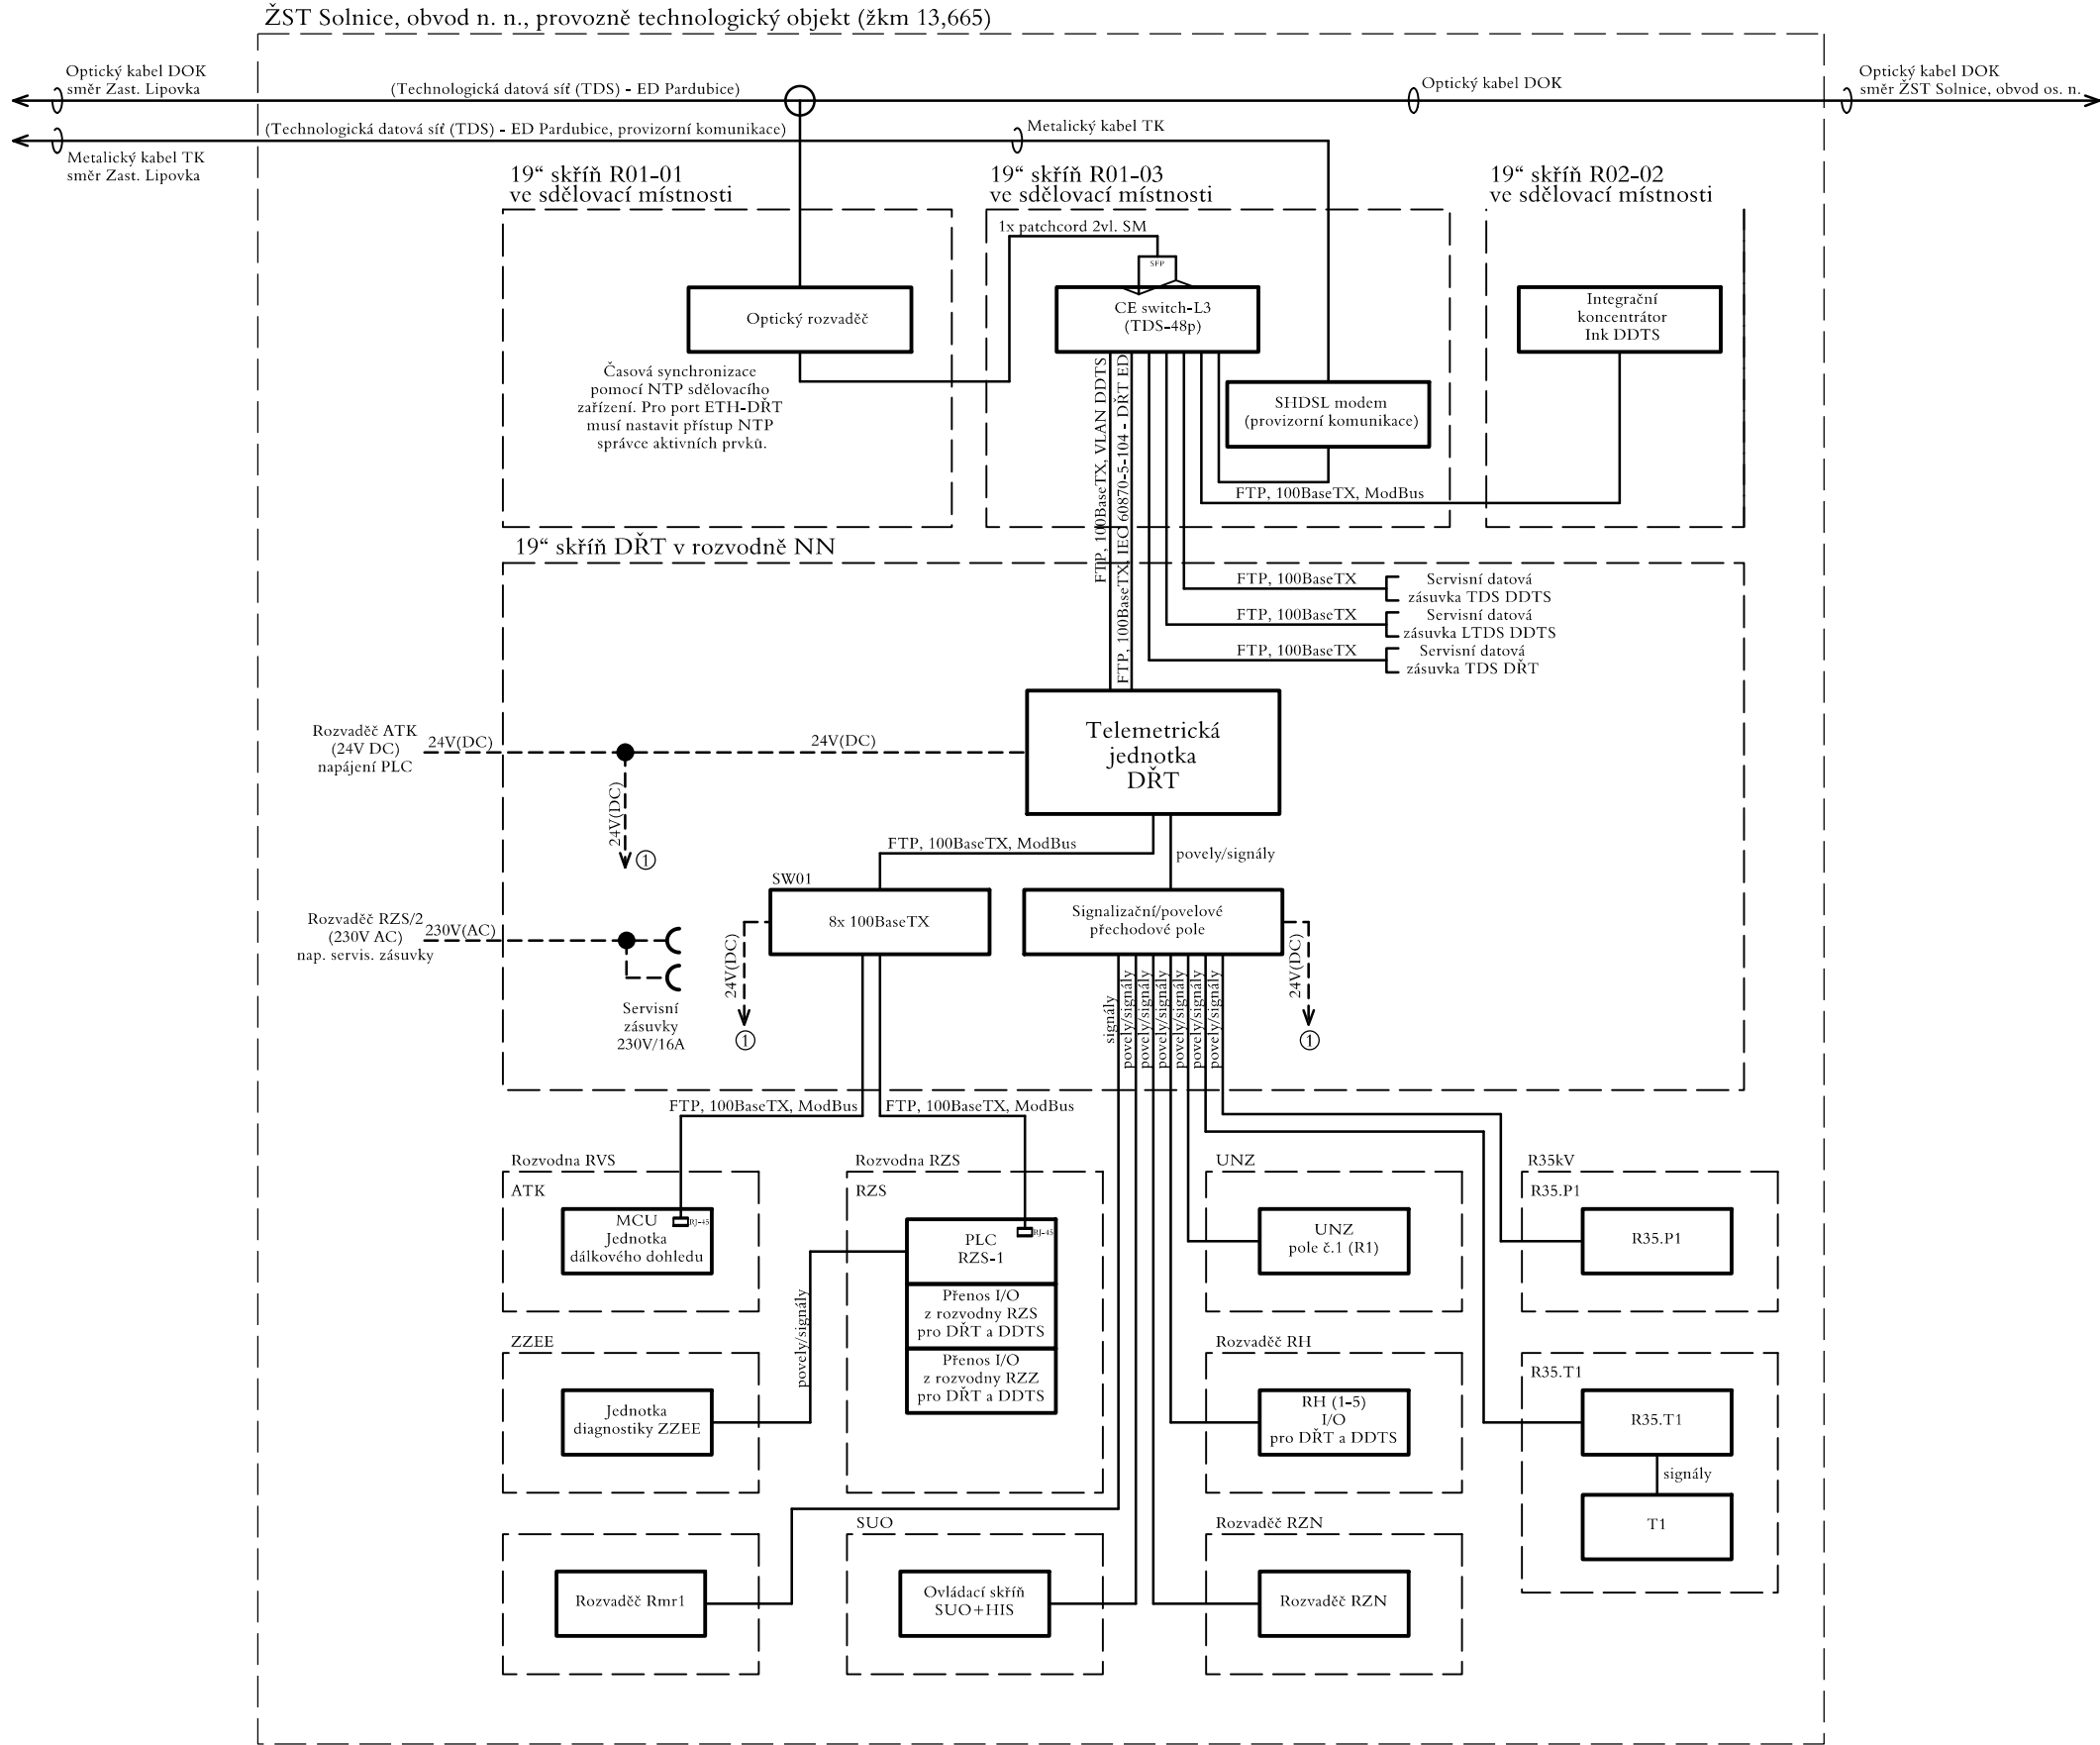 ŽST Solnice, obvod n. n., provozně technologický objekt (žkm 13,665)
Optický kabel DOK
směr Zast. Lipovka
(Technologická datová síť (TDS) - ED Pardubice)
Optický kabel DOK
Optický kabel DOK
směr ŽST Solnice, obvod os. n.
(Technologická datová síť (TDS) - ED Pardubice, provizorní komunikace)
Metalický kabel TK
Metalický kabel TK
směr Zast. Lipovka
19“ skříň R01-01
ve sdělovací místnosti
19“ skříň R01-03
ve sdělovací místnosti
19“ skříň R02-02
ve sdělovací místnosti
1x patchcord 2vl. SM
SFP
Optický rozvaděč
CE switch-L3
(TDS-48p)
Integrační
koncentrátor
Ink DDTS
Časová synchronizace
pomocí NTP sdělovacího
zařízení. Pro port ETH-DŘT
musí nastavit přístup NTP
správce aktivních prvků.
SHDSL modem
(provizorní komunikace)
FTP, 100BaseTX, VLAN DDTS
FTP, 100BaseTX, IEC 60870-5-104 - DŘT ED
FTP, 100BaseTX, ModBus
19“ skříň DŘT v rozvodně NN
FTP, 100BaseTX
Servisní datová
zásuvka TDS DDTS
FTP, 100BaseTX
Servisní datová
zásuvka LTDS DDTS
FTP, 100BaseTX
Servisní datová
zásuvka TDS DŘT
Rozvaděč ATK
(24V DC)
napájení PLC
24V(DC)
24V(DC)
Telemetrická
jednotka
DŘT
24V(DC)
1
FTP, 100BaseTX, ModBus
povely/signály
SW01
8x 100BaseTX
Signalizační/povelové
přechodové pole
Rozvaděč RZS/2
(230V AC)
nap. servis. zásuvky
230V(AC)
Servisní
zásuvky
230V/16A
24V(DC)
1
24V(DC)
1
signály
povely/signály
povely/signály
povely/signály
povely/signály
povely/signály
povely/signály
FTP, 100BaseTX, ModBus
FTP, 100BaseTX, ModBus
Rozvodna RVS
ATK
MCU
RJ-45
Jednotka
dálkového dohledu
Rozvodna RZS
RZS
PLC
RZS-1
RJ-45
Přenos I/O
z rozvodny RZS
pro DŘT a DDTS
Přenos I/O
z rozvodny RZZ
pro DŘT a DDTS
UNZ
UNZ
pole č.1 (R1)
R35kV
R35.P1
R35.P1
povely/signály
ZZEE
Jednotka
diagnostiky ZZEE
Rozvaděč RH
RH (1-5)
I/O
pro DŘT a DDTS
R35.T1
R35.T1
signály
T1
Rozvaděč Rmr1
SUO
Ovládací skříň
SUO+HIS
Rozvaděč RZN
Rozvaděč RZN